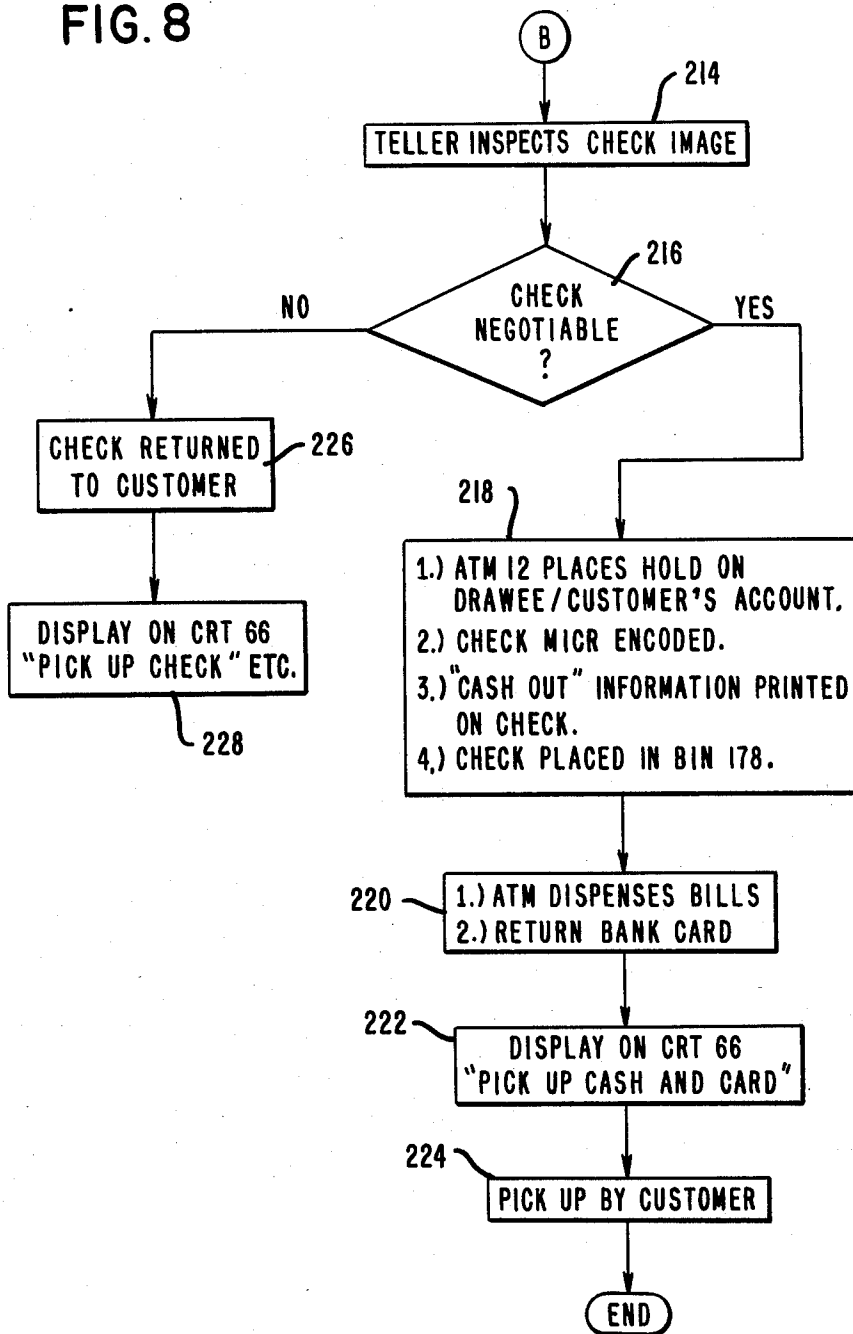 FIG. 8
B
214
TELLER INSPECTS CHECK IMAGE
216
CHECK
NEGOTIABLE
?
NO
YES
CHECK RETURNED
TO CUSTOMER
226
DISPLAY ON CRT 66
"PICK UP CHECK" ETC.
228
218
1.) ATM 12 PLACES HOLD ON
DRAWEE/CUSTOMER'S ACCOUNT.
2.) CHECK MICR ENCODED.
3.) "CASH OUT" INFORMATION PRINTED
ON CHECK.
4.) CHECK PLACED IN BIN 178.
220
1.) ATM DISPENSES BILLS
2.) RETURN BANK CARD
222
DISPLAY ON CRT 66
"PICK UP CASH AND CARD"
224
PICK UP BY CUSTOMER
END